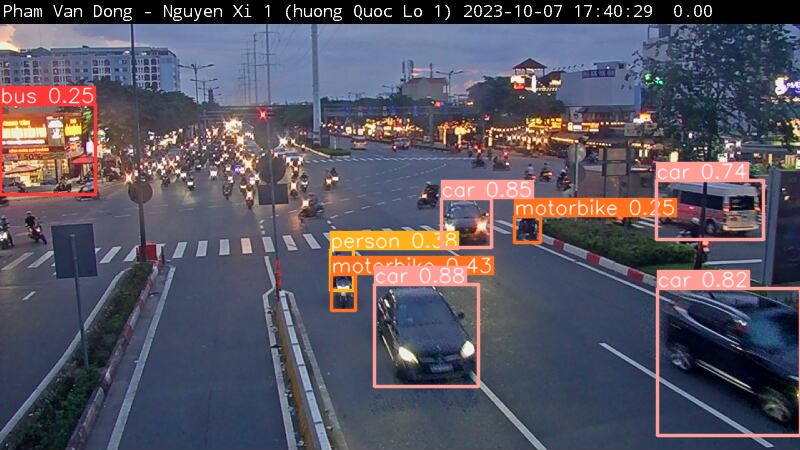 Pham Van Dong - Nguyen Xi 1 (huong Quoc Lo 1) 2023-10-07 17:40:29 0.00
bus 0.25
car 0.74
car 0.85
motorbike 0.25
person 0.38
motorbike 0.43
car 0.88
car 0.82